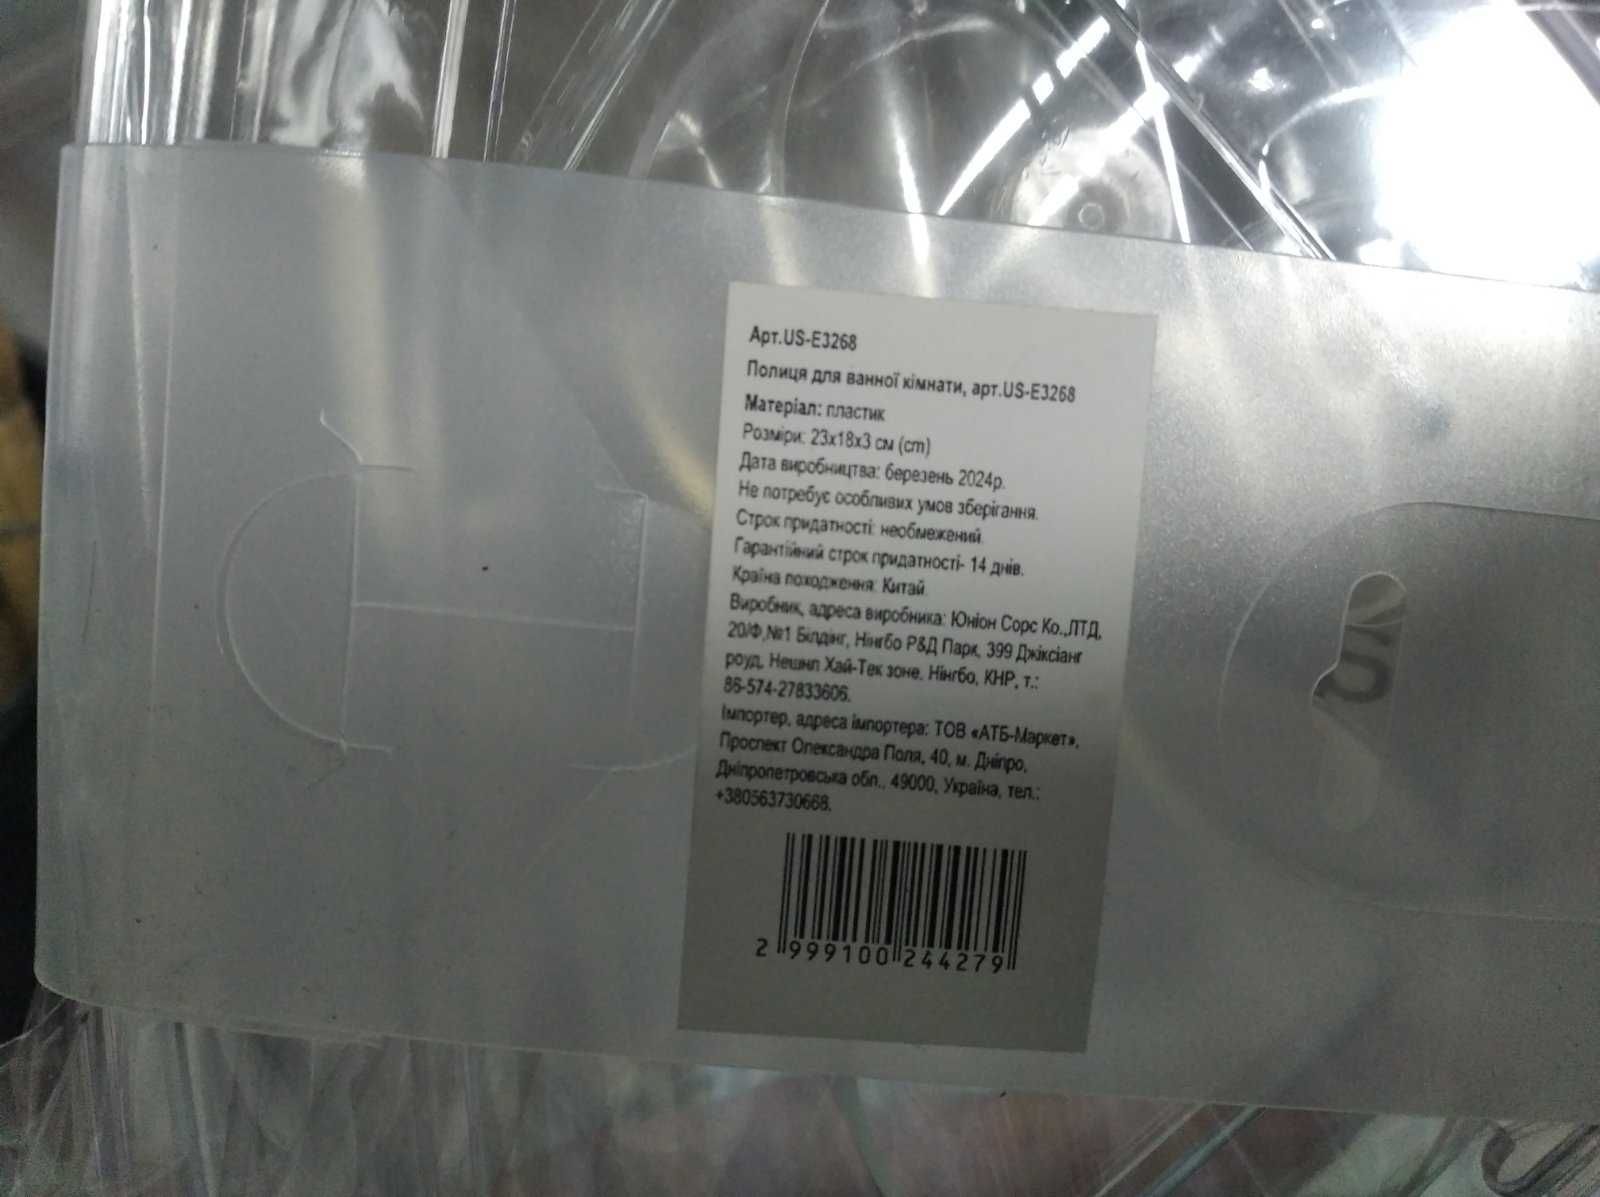 Арт.US-E3268
Полиця для ванної кімнати, арт.US-E3268
Матеріал: пластик
Розміри: 23х18х3 см (cm)
Дата виробництва: березень 2024р.
Не потребує особливих умов зберігання.
Строк придатності: необмежений.
Гарантійний строк придатності- 14 днів.
Країна походження: Китай
Виробник, адреса виробника: Юніон Сорс Ко.,ЛТД,
20/Ф,№1 Білдінг, Нінгбо Р&Д Парк, 399 Джіксіанг
роуд, Нешнл Хай-Тек зоне. Нінгбо, КНР, т.:
86-574-27833606.
Імпортер, адреса імпортера: ТОВ «АТБ-Маркет»,
Проспект Олександра Поля, 40, м. Дніпро,
Дніпропетровська обл., 49000, Україна, тел.:
+380563730668.
2 999100 244279